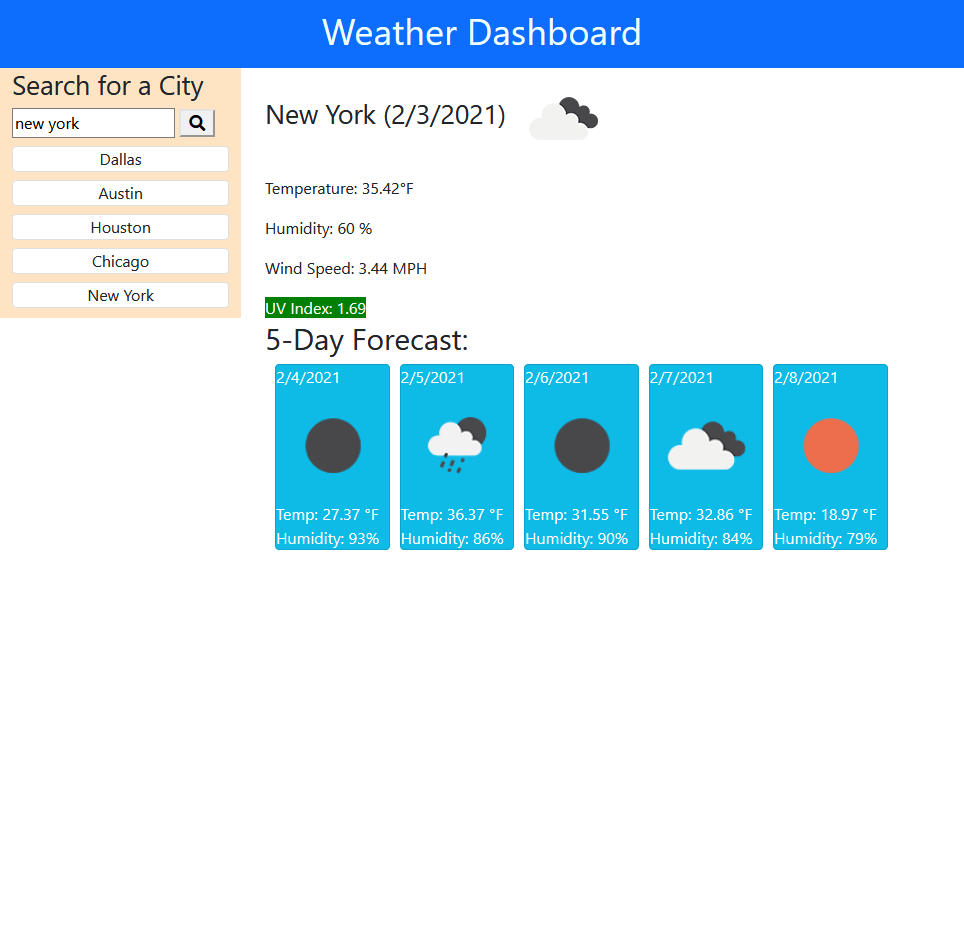 Weather Dashboard
Search for a City
new york
Dallas
Austin
Houston
Chicago
New York
New York (2/3/2021)
Temperature: 35.42°F
Humidity: 60 %
Wind Speed: 3.44 MPH
UV Index: 1.69
5-Day Forecast:
2/4/2021
Temp: 27.37 °F
Humidity: 93%
2/5/2021
Temp: 36.37 °F
Humidity: 86%
2/6/2021
Temp: 31.55 °F
Humidity: 90%
2/7/2021
Temp: 32.86 °F
Humidity: 84%
2/8/2021
Temp: 18.97 °F
Humidity: 79%